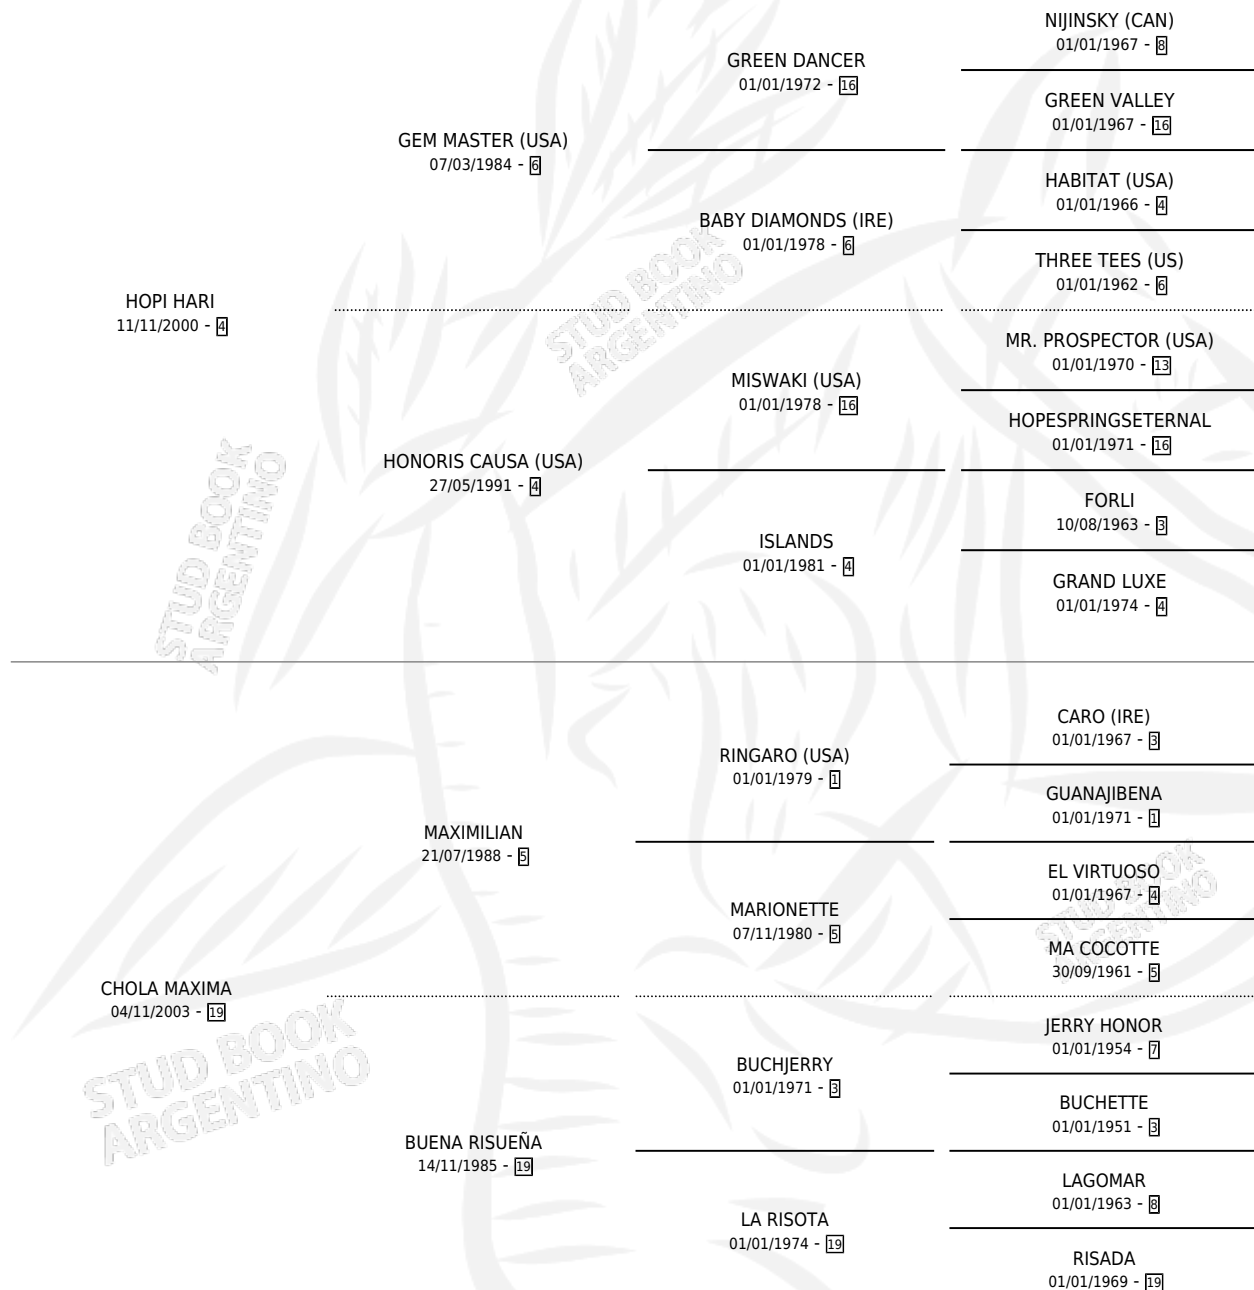 NIJINSKY (CAN)
01/01/1967 - 8
GREEN DANCER
01/01/1972 - 16
GREEN VALLEY
01/01/1967 - 16
GEM MASTER (USA)
07/03/1984 - 6
HABITAT (USA)
01/01/1966 - 4
BABY DIAMONDS (IRE)
01/01/1978 - 6
THREE TEES (US)
01/01/1962 - 6
HOPI HARI
11/11/2000 - 4
MR. PROSPECTOR (USA)
01/01/1970 - 13
MISWAKI (USA)
01/01/1978 - 16
HOPESPRINGSETERNAL
01/01/1971 - 16
HONORIS CAUSA (USA)
27/05/1991 - 4
FORLI
10/08/1963 - 3
ISLANDS
01/01/1981 - 4
GRAND LUXE
01/01/1974 - 4
CARO (IRE)
01/01/1967 - 3
RINGARO (USA)
01/01/1979 - 1
GUANAJIBENA
01/01/1971 - 1
MAXIMILIAN
21/07/1988 - 5
EL VIRTUOSO
01/01/1967 - 4
MARIONETTE
07/11/1980 - 5
MA COCOTTE
30/09/1961 - 5
CHOLA MAXIMA
04/11/2003 - 19
JERRY HONOR
01/01/1954 - 7
BUCHJERRY
01/01/1971 - 3
BUCHETTE
01/01/1951 - 3
BUENA RISUEÑA
14/11/1985 - 19
LAGOMAR
01/01/1963 - 8
LA RISOTA
01/01/1974 - 19
RISADA
01/01/1969 - 19
STUD BOOK
ARGENTINO
STUD BOOK
ARGENTINO
STUD BOOK
ARGENTINO
STUD BOOK
ARGENTINO